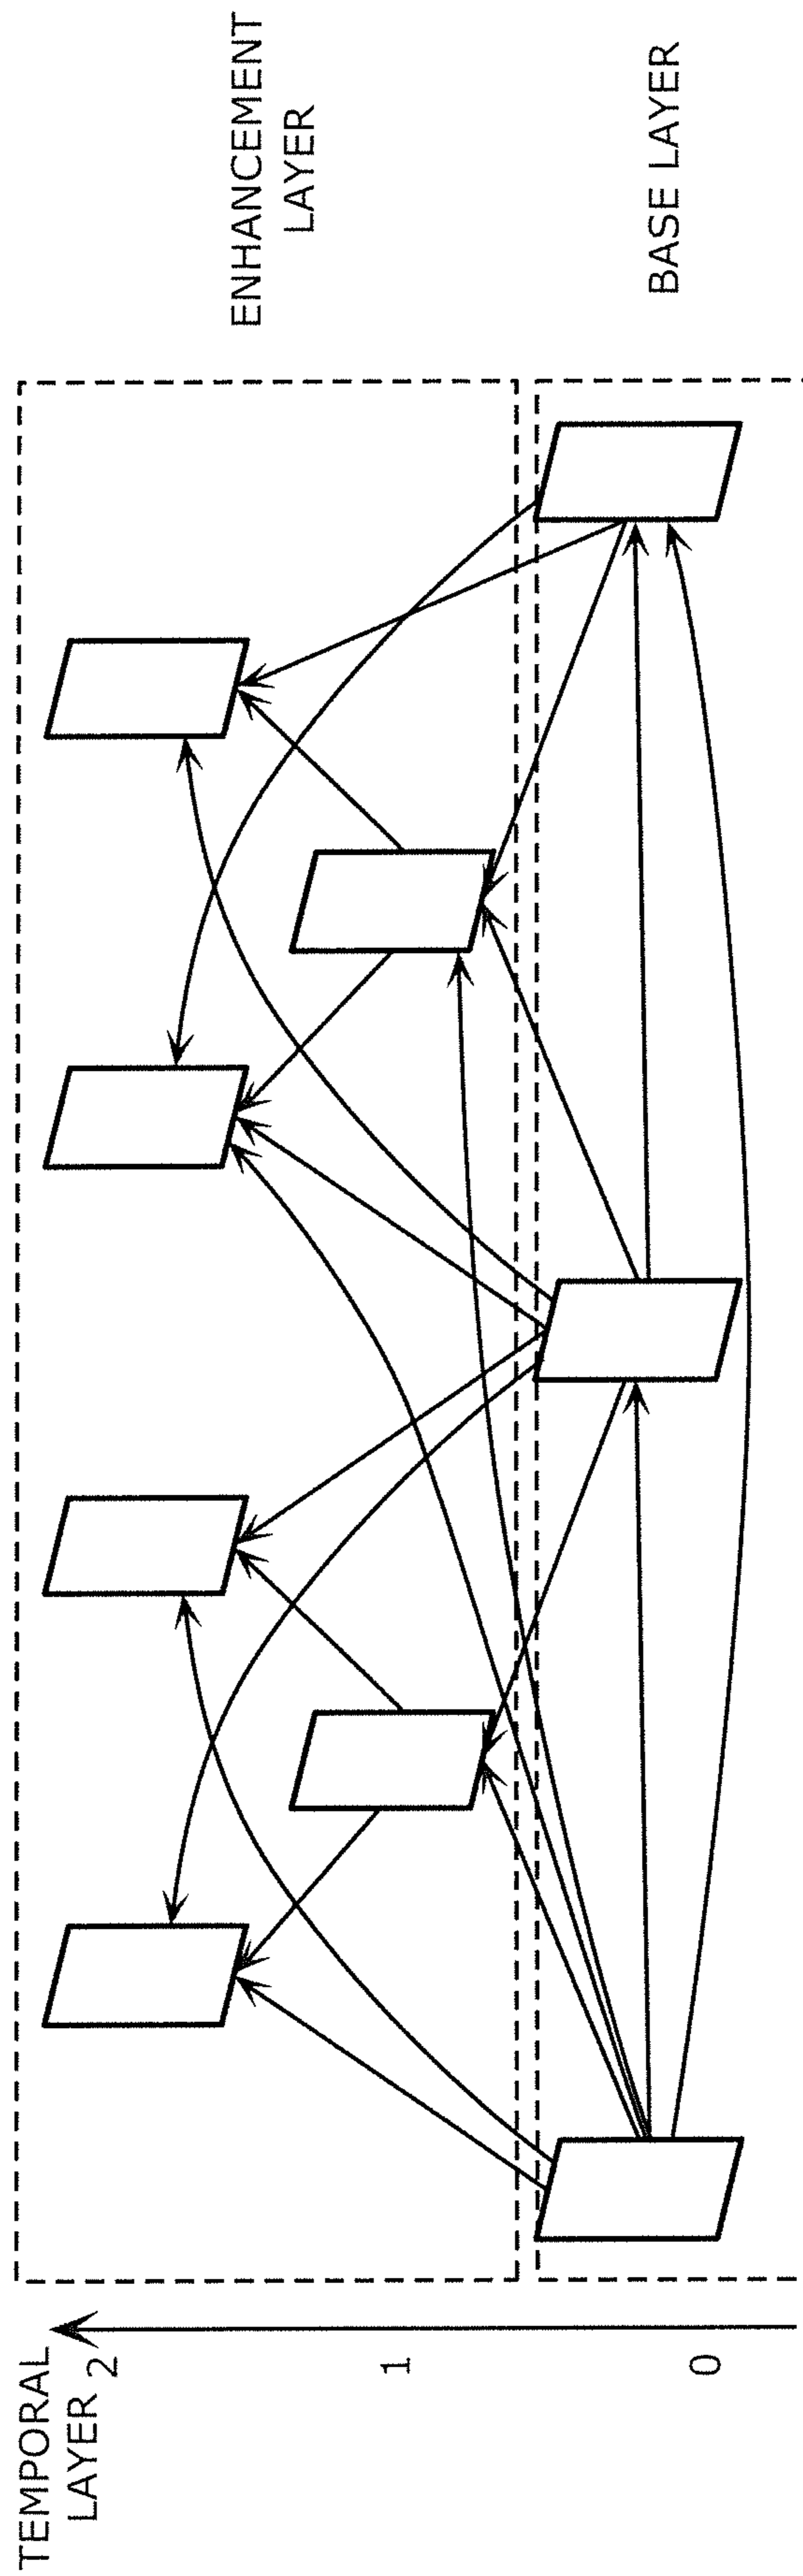 TEMPORAL
LAYER
2
1
0
ENHANCEMENT
LAYER
BASE LAYER